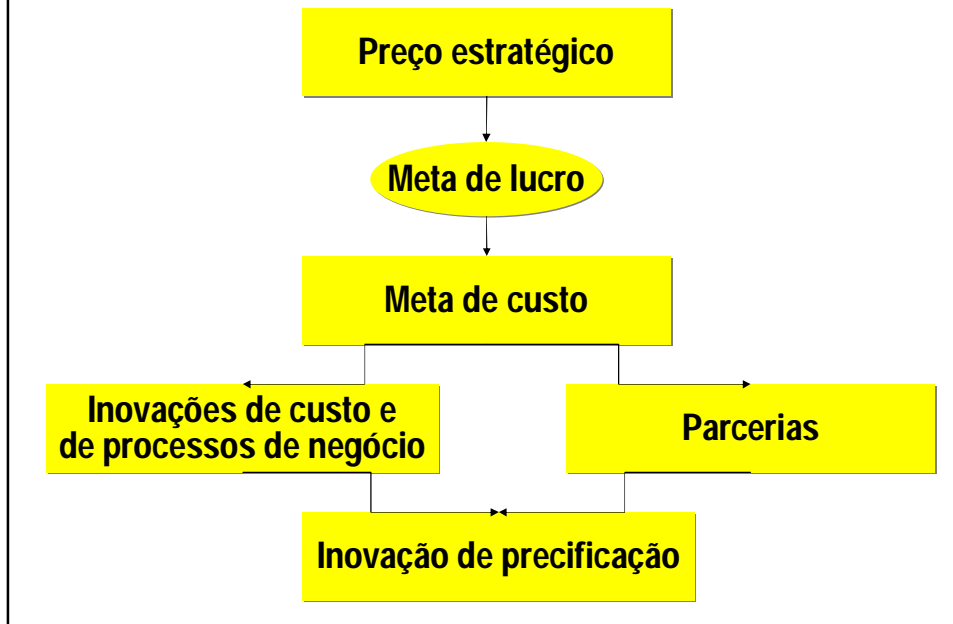 Preço estratégico
Meta de lucro
Meta de custo
Inovações de custo e
de processos de negócio
Parcerias
Inovação de precificação